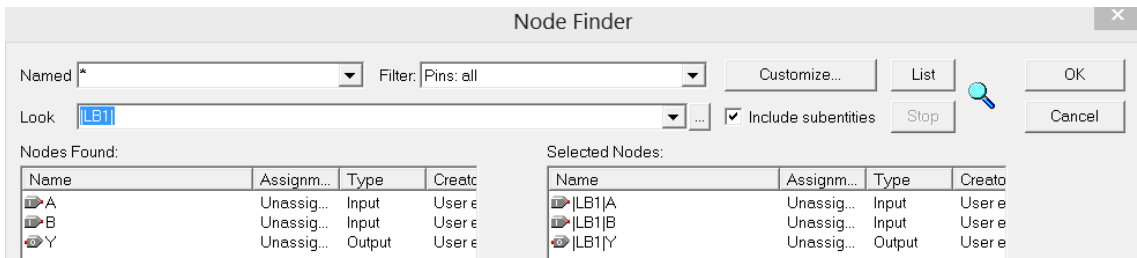 Node Finder
Named * Filter: Pins: all Customize... List OK
Look |LB1| ... Include subentities Stop Cancel
Nodes Found: Selected Nodes:
Name Assignm... Type Creato Name Assignm... Type Creato
A Unassig... Input User e |LB1|A Unassig... Input User e
B Unassig... Input User e |LB1|B Unassig... Input User e
Y Unassig... Output User e |LB1|Y Unassig... Output User e